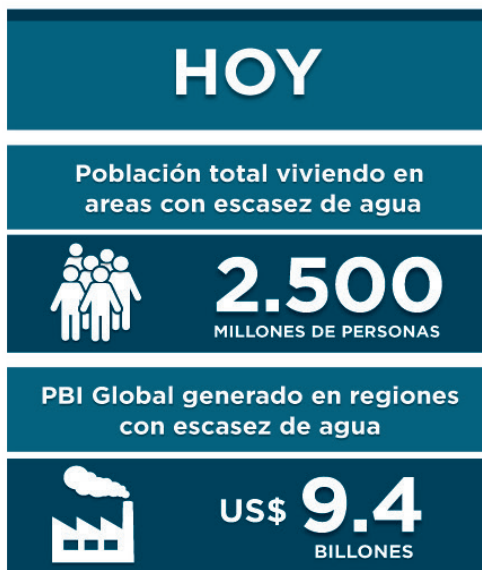 HOY
Población total viviendo en
areas con escasez de agua
2.500
MILLONES DE PERSONAS
PBI Global generado en regiones
con escasez de agua
US$ 9.4
BILLONES